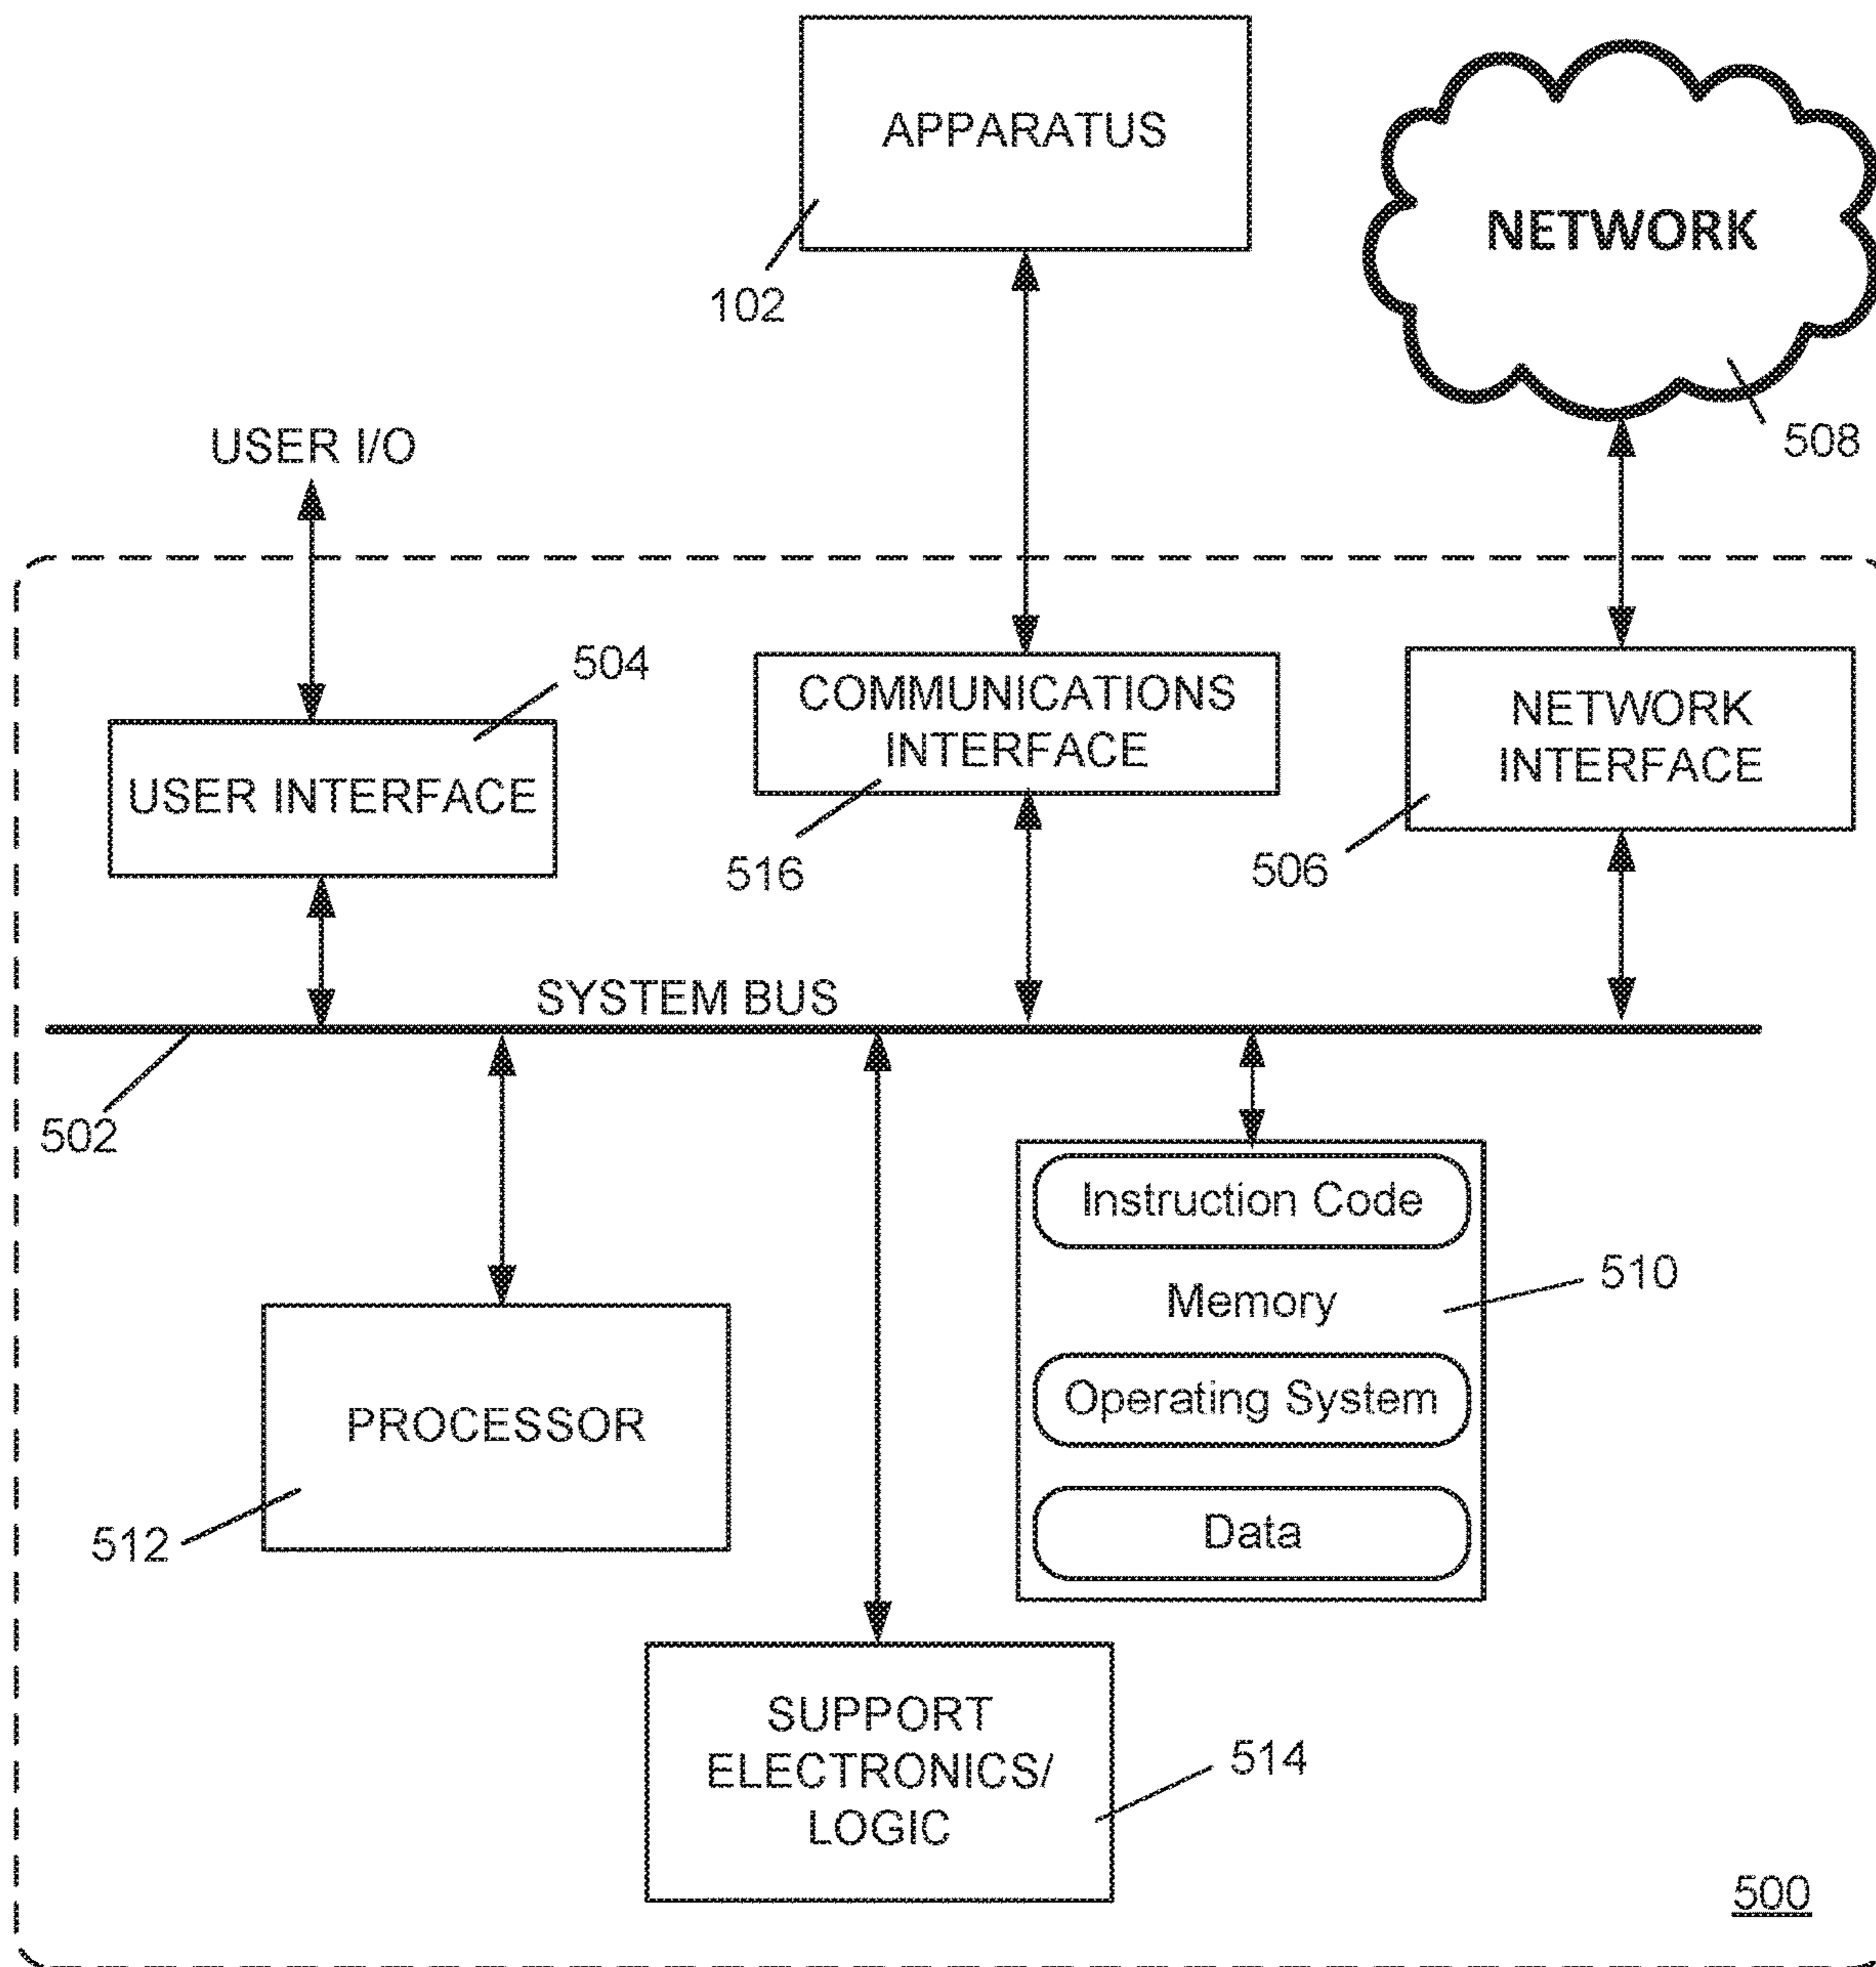 APPARATUS
102
NETWORK
508
USER I/O
504
USER INTERFACE
COMMUNICATIONS
INTERFACE
516
NETWORK
INTERFACE
506
SYSTEM BUS
502
Instruction Code
Memory
510
Operating System
Data
PROCESSOR
512
SUPPORT
ELECTRONICS/
LOGIC
514
500